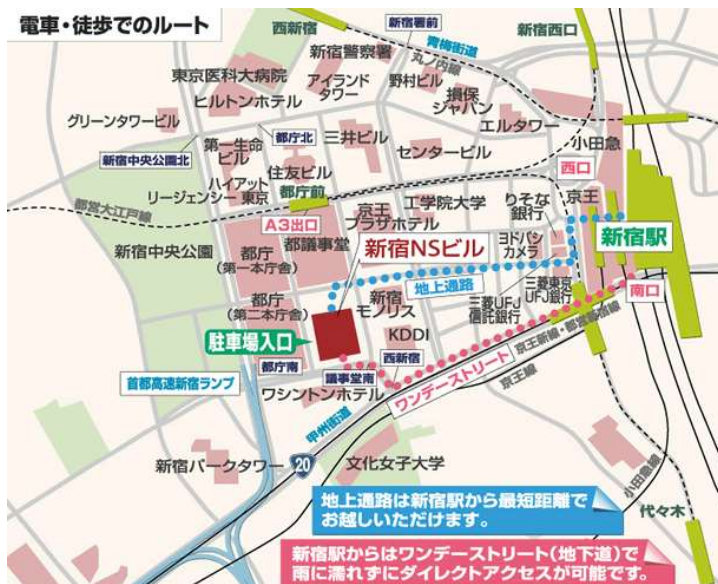 電車・徒歩でのルート
西新宿
新宿署前
新宿西口
青梅街道
新宿警察署
丸ノ内線
東京医科大病院
アイランド
タワー
野村ビル
損保
ジャパン
ヒルトンホテル
エルタワー
グリーンタワービル
小田急
都庁北
三井ビル
第一生命
ビル
センタービル
新宿中央公園北
住友ビル
西口
ハイアット
リージェンシー 東京
都庁前
工学院大学
りそな
銀行
京王
都営大江戸線
A3出口
京王
プラザホテル
新宿駅
新宿中央公園
都庁
(第一本庁舎)
都議事堂
新宿NSビル
ヨドバシ
カメラ
地上通路
三菱東京
UFJ銀行
南口
都庁
(第二本庁舎)
新宿
モノリス
三菱UFJ
信託銀行
駐車場入口
KDDI
京王新線・都営新宿線
都庁南
議事堂南
西新宿
京王線
首都高速新宿ランプ
ワシントンホテル
ワンデーストリート
甲州街道
新宿パークタワー
20
文化女子大学
小田急線
代々木
地上通路は新宿駅から最短距離で
お越しいただけます。
新宿駅からはワンデーストリート(地下道)で
雨に濡れずにダイレクトアクセスが可能です。